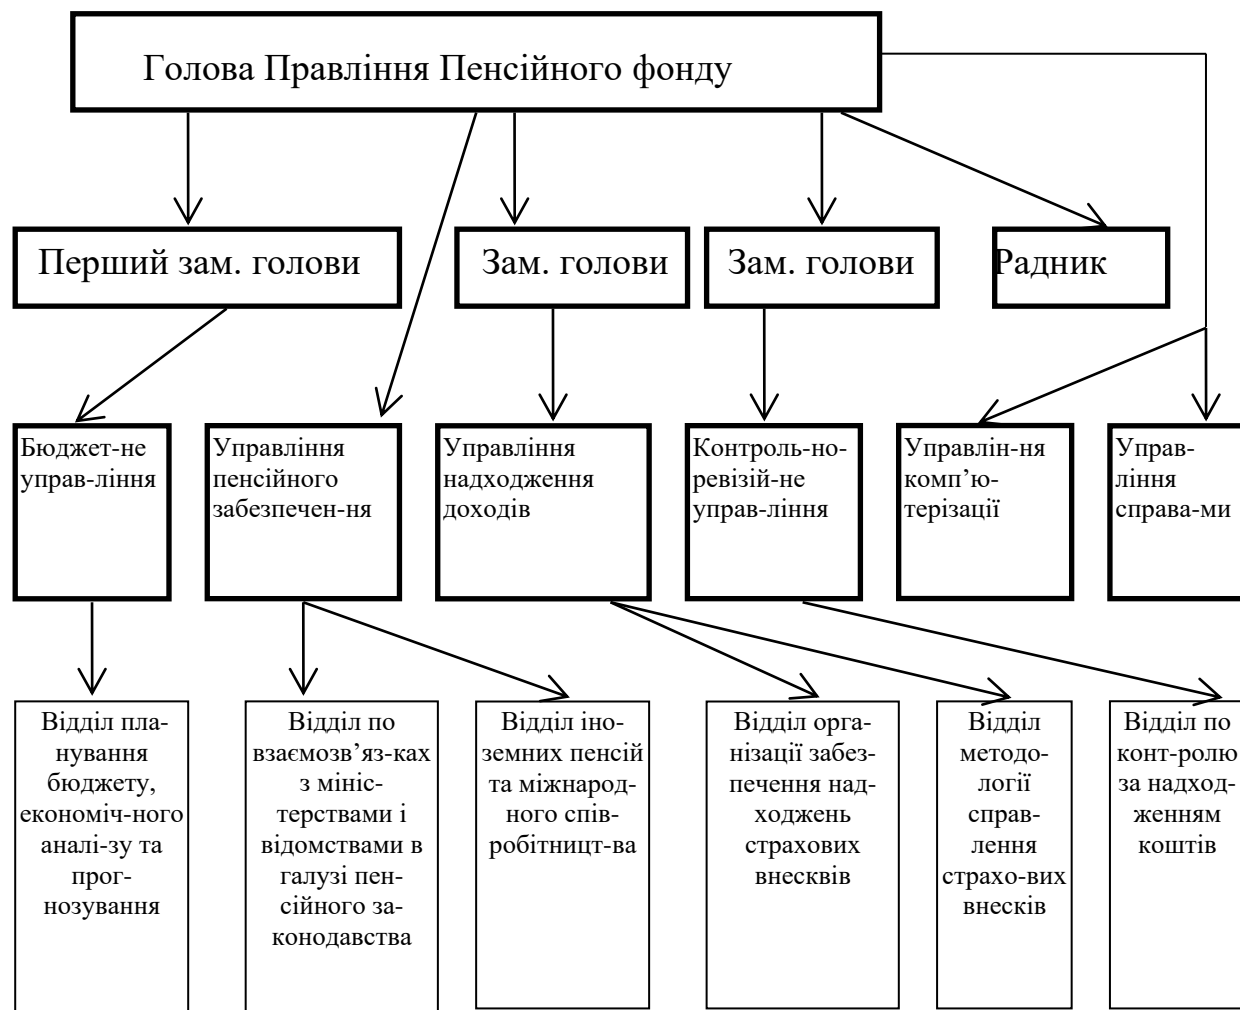 Голова Правління Пенсійного фонду
Перший зам. голови
Зам. голови
Зам. голови
Радник
Бюджет-не
управ-ління
Управління
пенсійного
забезпечен-ня
Управління
надходження
доходів
Контроль-но-
ревізій-не
управ-ління
Управлін-ня
комп’ю-
терізації
Управ-
ління
справа-ми
Відділ пла-
нування
бюджету,
економіч-ного
аналі-зу та
прог-
нозування
Відділ по
взаємозв’яз-ках
з мініс-
терствами і
відомствами в
галузі пен-
сійного за-
конодавства
Відділ іно-
земних пенсій
та міжнарод-
ного спів-
робітницт-ва
Відділ орга-
нізації забез-
печення над-
ходжень
страхових
внесквів
Відділ
методо-
логії
справ-
лення
страхо-вих
внесків
Відділ по
конт-ролю
за надход-
женням
коштів